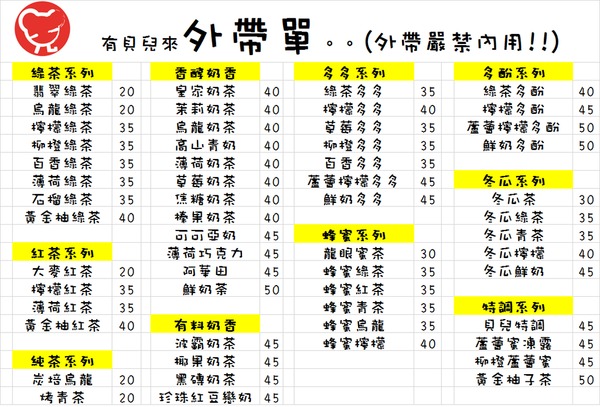 有貝兒來外帶單。。(外帶嚴禁內用!!)
綠茶系列
翡翠綠茶 20
烏龍綠茶 20
檸檬綠茶 35
柳橙綠茶 35
百香綠茶 35
薄荷綠茶 35
石榴綠茶 35
黃金柚綠茶 40
紅茶系列
大麥紅茶 20
檸檬紅茶 35
薄荷紅茶 35
黃金柚紅茶 40
純茶系列
炭培烏龍 20
烤青茶 20
香醇奶香
皇家奶茶 40
茉莉奶茶 40
烏龍奶茶 40
高山青奶 40
薄荷奶茶 40
草莓奶茶 40
焦糖奶茶 40
榛果奶茶 40
可可亞奶 45
薄荷巧克力 45
阿華田 45
鮮奶茶 50
有料奶香
波霸奶茶 45
椰果奶茶 45
黑磚奶茶 45
珍珠紅豆戀奶 45
多多系列
綠茶多多 35
檸檬多多 40
草莓多多 35
柳橙多多 35
百香多多 35
蘆薈檸檬多多 45
鮮奶多多 45
蜂蜜系列
龍眼蜜茶 30
蜂蜜綠茶 35
蜂蜜紅茶 35
蜂蜜青茶 35
蜂蜜烏龍 35
蜂蜜檸檬 40
多酚系列
綠茶多酚 40
檸檬多酚 45
蘆薈檸檬多酚 50
鮮奶多酚 50
冬瓜系列
冬瓜茶 30
冬瓜綠茶 35
冬瓜青茶 35
冬瓜檸檬 40
冬瓜鮮奶 45
特調系列
貝兒特調 45
蘆薈蜜凍露 45
柳橙蘆薈蜜 45
黃金柚子茶 50